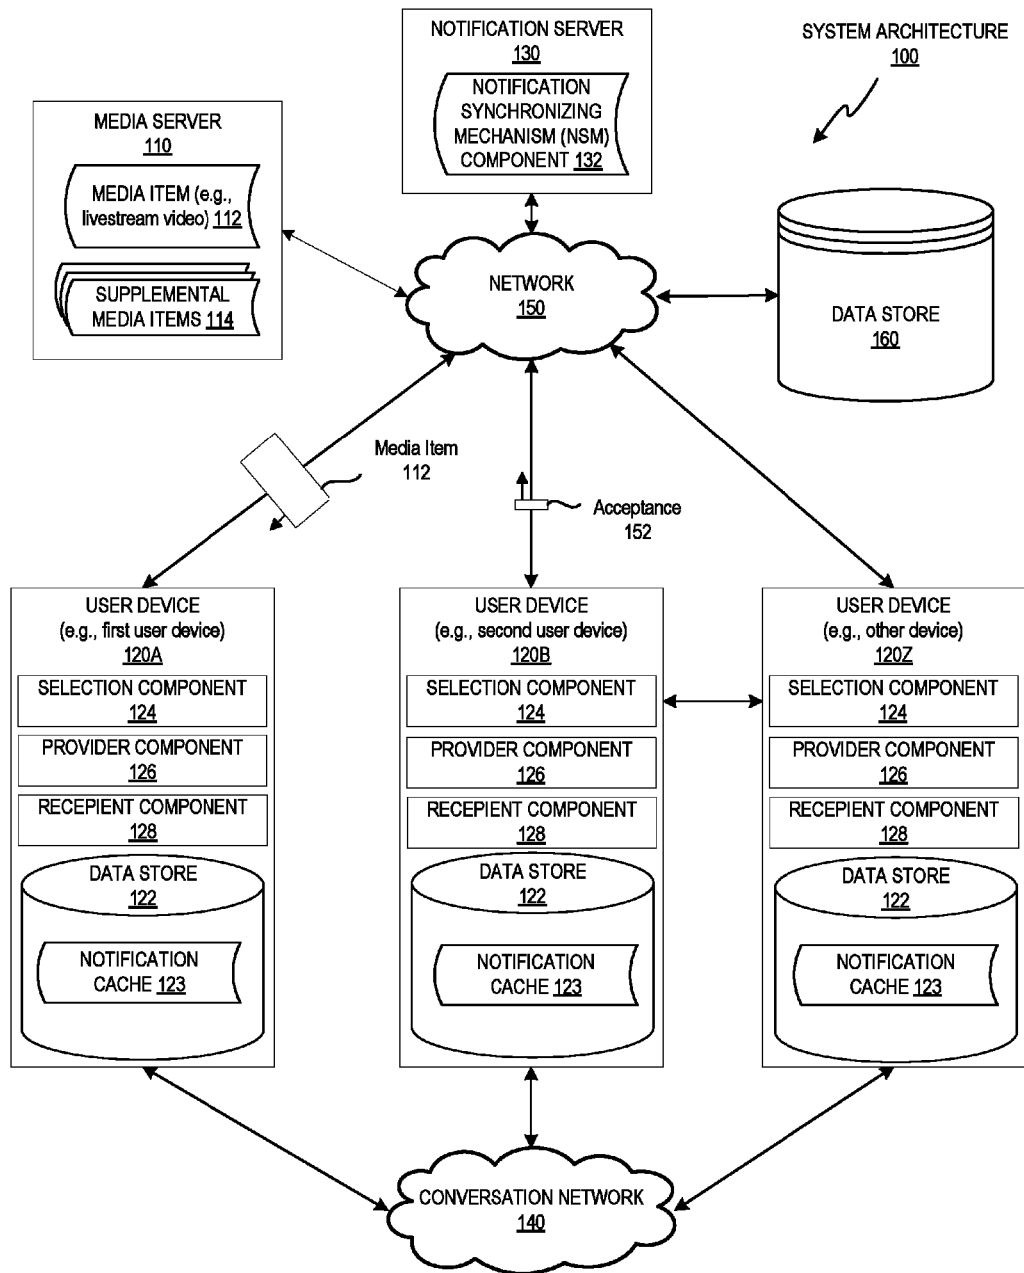 NOTIFICATION SERVER
130
NOTIFICATION
SYNCHRONIZING
MECHANISM (NSM)
COMPONENT 132
SYSTEM ARCHITECTURE
100
MEDIA SERVER
110
MEDIA ITEM (e.g.,
livestream video) 112
SUPPLEMENTAL
MEDIA ITEMS 114
NETWORK
150
DATA STORE
160
Media Item
112
Acceptance
152
USER DEVICE
(e.g., first user device)
120A
SELECTION COMPONENT
124
PROVIDER COMPONENT
126
RECEPIENT COMPONENT
128
DATA STORE
122
NOTIFICATION
CACHE 123
USER DEVICE
(e.g., second user device)
120B
SELECTION COMPONENT
124
PROVIDER COMPONENT
126
RECEPIENT COMPONENT
128
DATA STORE
122
NOTIFICATION
CACHE 123
USER DEVICE
(e.g., other device)
120Z
SELECTION COMPONENT
124
PROVIDER COMPONENT
126
RECEPIENT COMPONENT
128
DATA STORE
122
NOTIFICATION
CACHE 123
CONVERSATION NETWORK
140